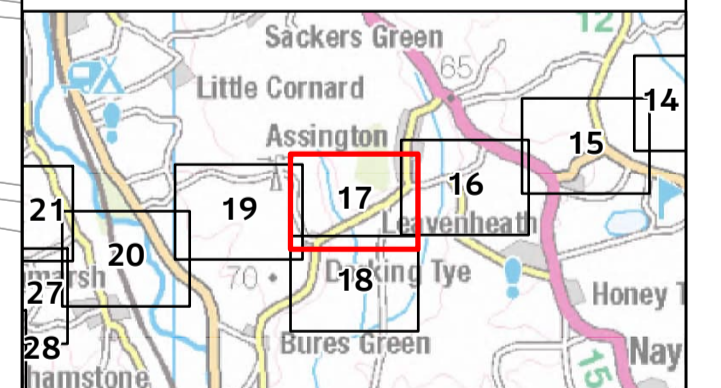 12
Sackers Green
65
Little Cornard
14
Assington
15
16
17
19
21
Leavenheath
20
marsh
70
18
Tye
27
Honey T
28
Bures Green
Nay
15
hamstone